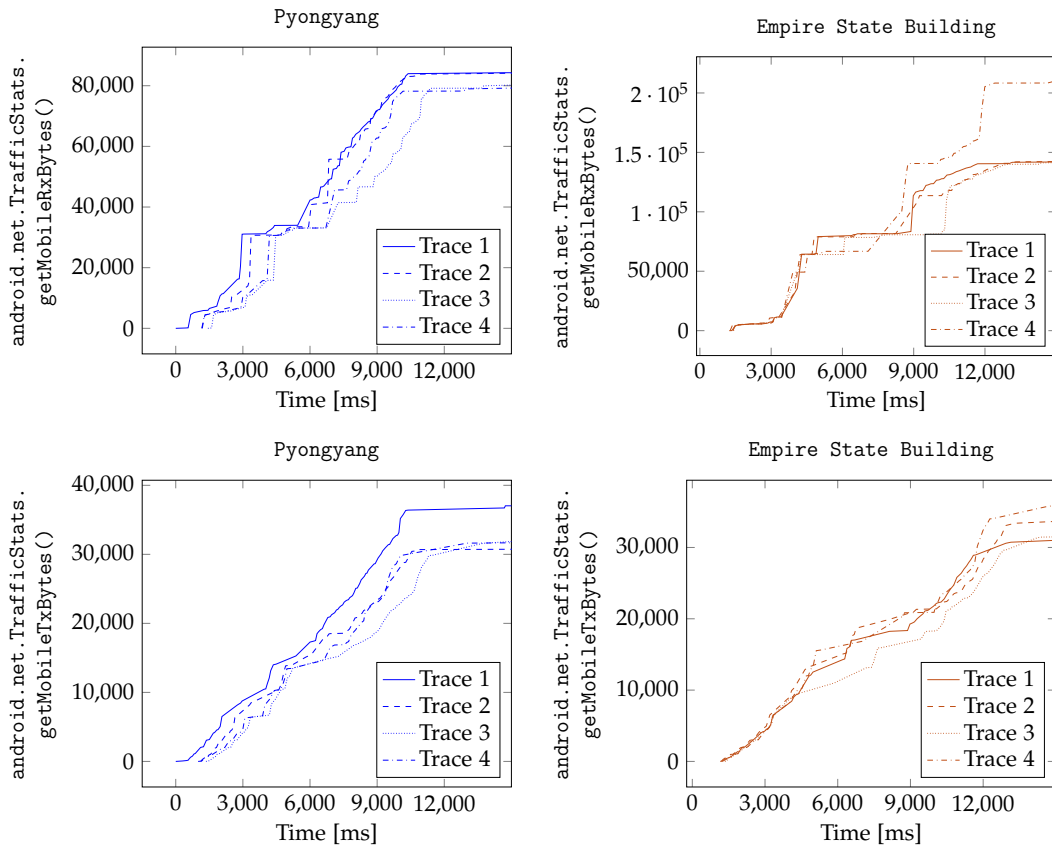 Pyongyang
android.net.TrafficStats.
getMobileRxBytes()
80,000
60,000
40,000
20,000
0
Trace 1
Trace 2
Trace 3
Trace 4
0 3,000 6,000 9,000 12,000
Time [ms]
Empire State Building
android.net.TrafficStats.
getMobileRxBytes()
2 · 10⁵
1.5 · 10⁵
1 · 10⁵
50,000
0
Trace 1
Trace 2
Trace 3
Trace 4
0 3,000 6,000 9,000 12,000
Time [ms]
Pyongyang
android.net.TrafficStats.
getMobileTxBytes()
40,000
30,000
20,000
10,000
0
Trace 1
Trace 2
Trace 3
Trace 4
0 3,000 6,000 9,000 12,000
Time [ms]
Empire State Building
android.net.TrafficStats.
getMobileTxBytes()
30,000
20,000
10,000
0
Trace 1
Trace 2
Trace 3
Trace 4
0 3,000 6,000 9,000 12,000
Time [ms]